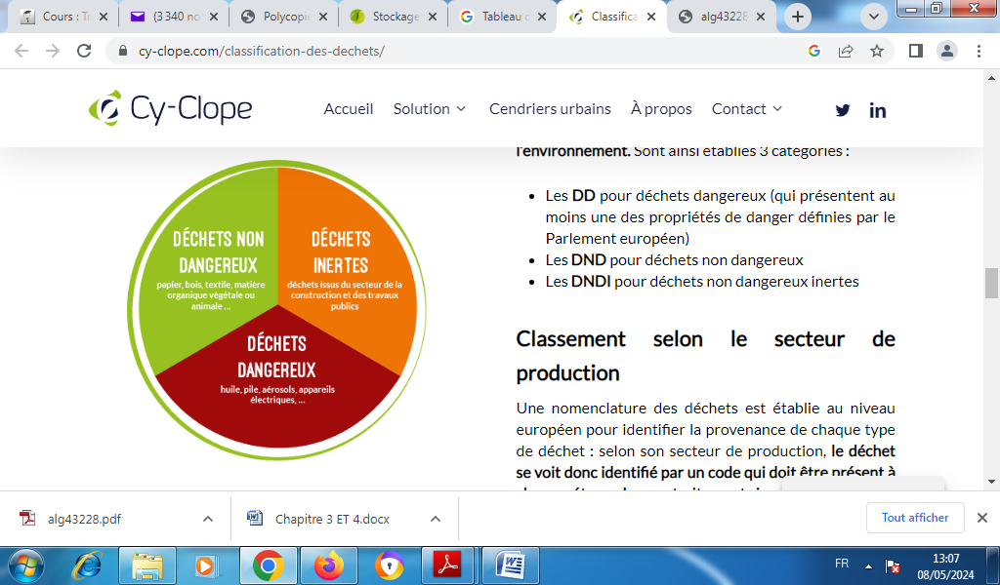 Cours : Tr
(3 340 no
Polycopie
Stockage
Tableau d
Classifica
alg43228
cy-clope.com/classification-des-dechets/
Cy-Clope
Accueil
Solution
Cendriers urbains
À propos
Contact
DÉCHETS NON
DANGEREUX
papier, bois, textile, matière
organique végétale ou
animale ...
DÉCHETS
INERTES
déchets issus du secteur de la
construction et des travaux
publics
DÉCHETS
DANGEREUX
huile, pile, aérosols, appareils
électriques, ...
l'environnement. Sont ainsi établies 3 catégories :
• Les DD pour déchets dangereux (qui présentent au
moins une des propriétés de danger définies par le
Parlement européen)
• Les DND pour déchets non dangereux
• Les DNDI pour déchets non dangereux inertes
Classement selon le secteur de
production
Une nomenclature des déchets est établie au niveau
européen pour identifier la provenance de chaque type
de déchet : selon son secteur de production, le déchet
se voit donc identifié par un code qui doit être présent à
alg43228.pdf
Chapitre 3 ET 4.docx
Tout afficher
FR
13:07
08/05/2024